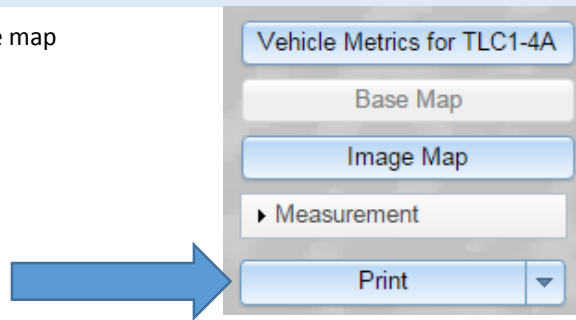 map
Vehicle Metrics for TLC1-4A
Base Map
Image Map
Measurement
Print